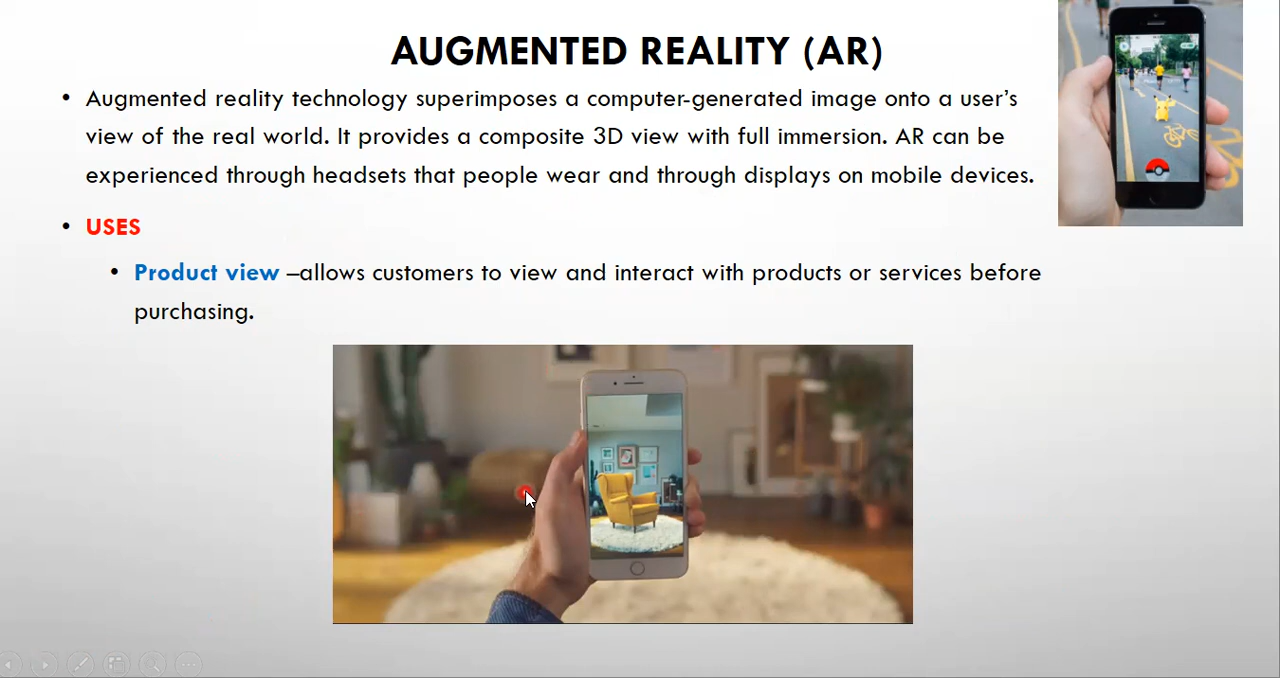 AUGMENTED REALITY (AR)
• Augmented reality technology superimposes a computer-generated image onto a user’s
view of the real world. It provides a composite 3D view with full immersion. AR can be
experienced through headsets that people wear and through displays on mobile devices.
• USES
• Product view –allows customers to view and interact with products or services before
purchasing.